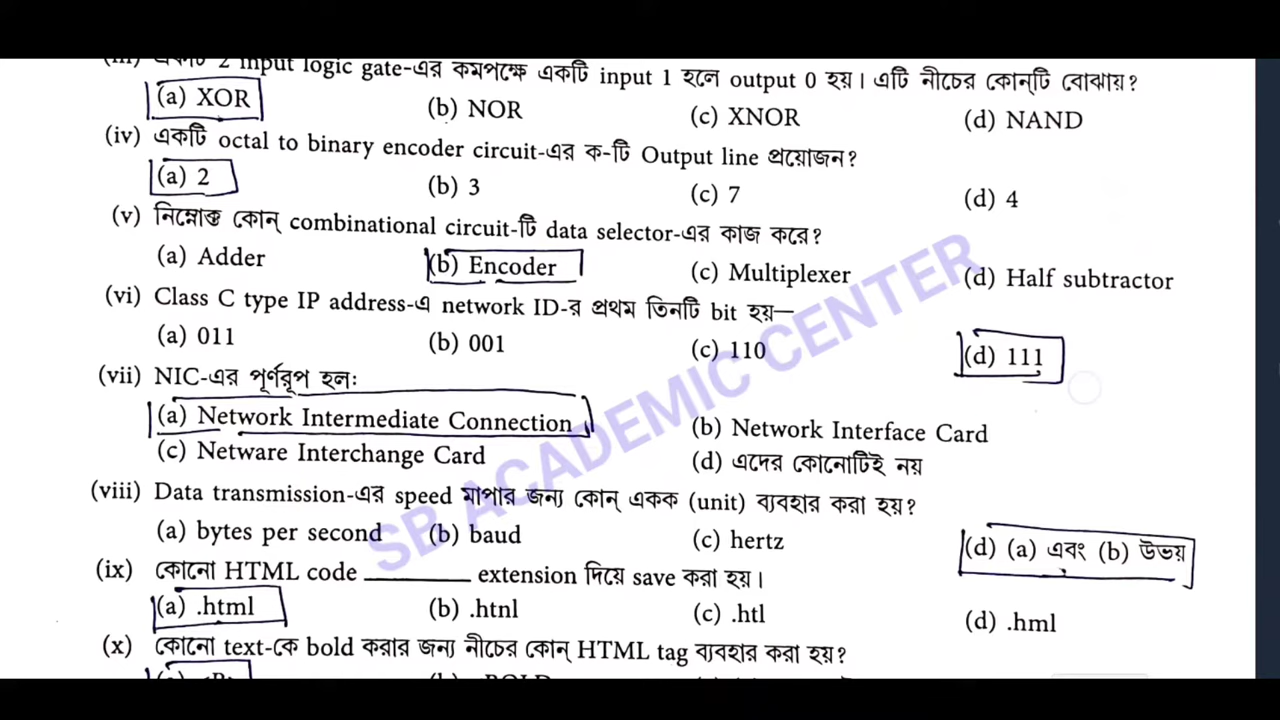 (iii) একটি 2 input logic gate-এর কমপক্ষে একটি input 1 হলে output 0 হয়। এটি নীচের কোন্‌টি বোঝায়?
(a) XOR (b) NOR (c) XNOR (d) NAND
(iv) একটি octal to binary encoder circuit-এর ক-টি Output line প্রয়োজন?
(a) 2 (b) 3 (c) 7 (d) 4
(v) নিম্নোক্ত কোন্ combinational circuit-টি data selector-এর কাজ করে?
(a) Adder (b) Encoder (c) Multiplexer (d) Half subtractor
(vi) Class C type IP address-এ network ID-র প্রথম তিনটি bit হয়—
(a) 011 (b) 001 (c) 110 (d) 111
(vii) NIC-এর পূর্ণরূপ হল:
(a) Network Intermediate Connection (b) Network Interface Card
(c) Netware Interchange Card (d) এদের কোনোটিই নয়
(viii) Data transmission-এর speed মাপার জন্য কোন্ একক (unit) ব্যবহার করা হয়?
(a) bytes per second (b) baud (c) hertz (d) (a) এবং (b) উভয়
(ix) কোনো HTML code ________ extension দিয়ে save করা হয়।
(a) .html (b) .htnl (c) .htl (d) .hml
(x) কোনো text-কে bold করার জন্য নীচের কোন্ HTML tag ব্যবহার করা হয়?
SB ACADEMIC CENTER